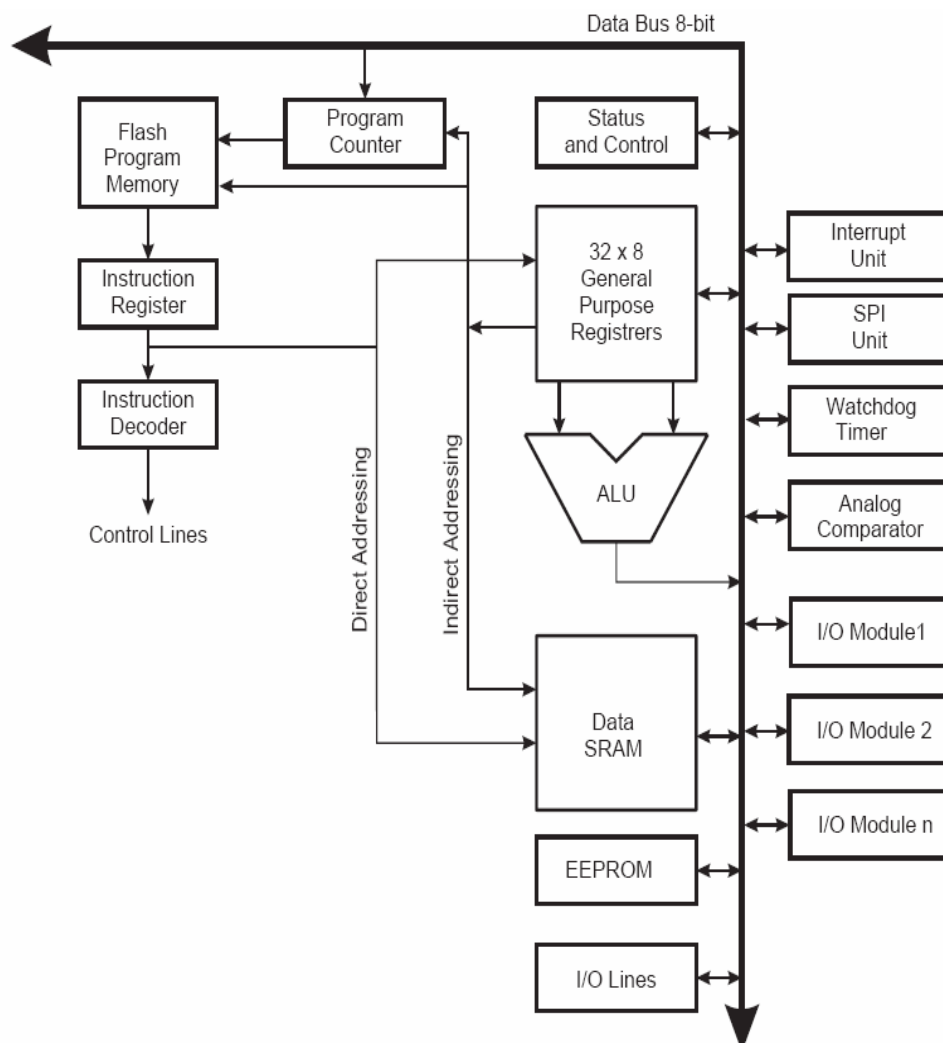 Data Bus 8-bit
Flash
Program
Memory
Program
Counter
Status
and Control
32 x 8
General
Purpose
Registrers
Interrupt
Unit
Instruction
Register
SPI
Unit
Instruction
Decoder
Watchdog
Timer
Direct Addressing
Indirect Addressing
ALU
Analog
Comparator
Control Lines
I/O Module1
Data
SRAM
I/O Module 2
I/O Module n
EEPROM
I/O Lines